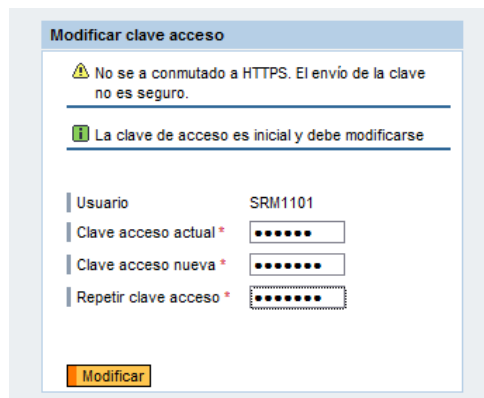 Modificar clave acceso
No se a conmutado a HTTPS. El envío de la clave
no es seguro.
La clave de acceso es inicial y debe modificarse
Usuario SRM1101
Clave acceso actual * ●●●●●●
Clave acceso nueva * ●●●●●●●
Repetir clave acceso * ●●●●●●●
Modificar